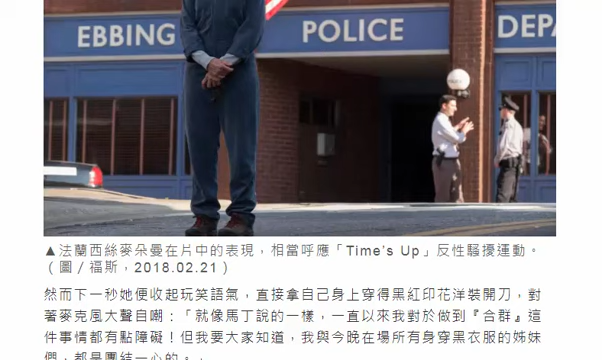 EBBING
POLICE
DEPA
▲法蘭西絲麥朵曼在片中的表現，相當呼應「Time's Up」反性騷擾運動。
（圖／福斯，2018.02.21）
然而下一秒她便收起玩笑語氣，直接拿自己身上穿得黑紅印花洋裝開刀，對
著麥克風大聲自嘲：「就像馬丁說的一樣，一直以來我對於做到『合群』這
件事情都有點障礙！但我要大家知道，我與今晚在場所有身穿黑衣服的姊妹
們，都是團結一心的。」